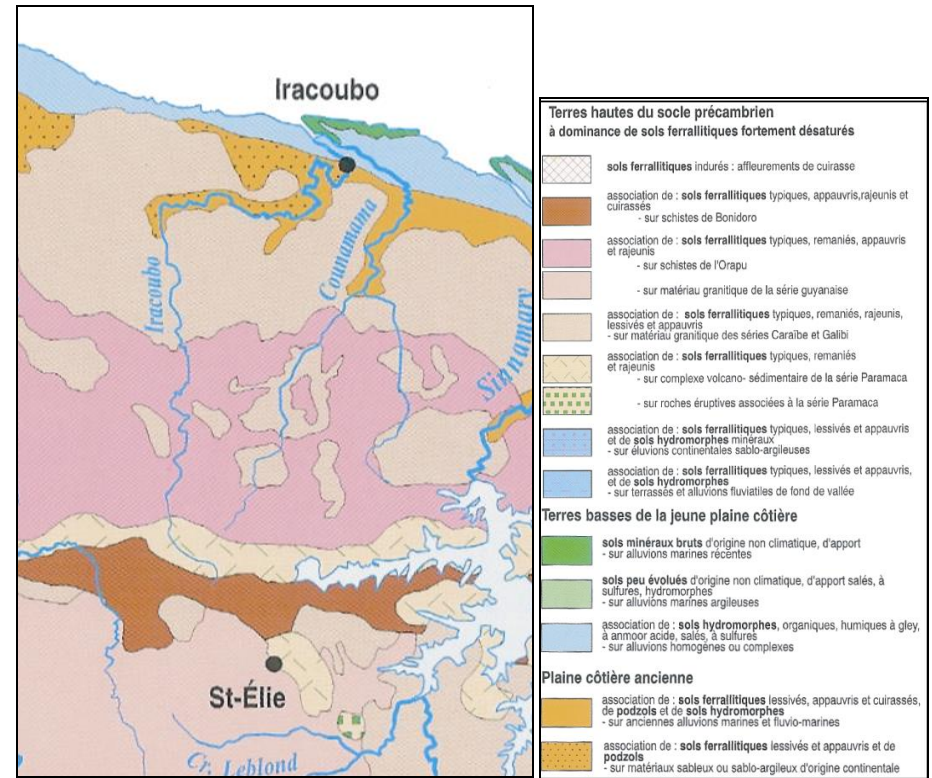 Iracoubo
Iracoubo
Counamama
Sinnamary
St-Élie
Cr. Leblond
Terres hautes du socle précambrien
à dominance de sols ferrallitiques fortement désaturés
sols ferrallitiques indurés : affleurements de cuirasse
association de: sols ferrallitiques typiques, appauvris,rajeunis et
cuirassés
- sur schistes de Bonidoro
association de: sols ferrallitiques typiques, remaniés, appauvris
et rajeunis
- sur schistes de l'Orapu
- sur matériau granitique de la série guyanaise
association de : sols ferrallitiques typiques, remaniés, rajeunis,
lessivés et appauvris
- sur matériau granitique des séries Caraïbe et Galibi
association de : sols ferrallitiques typiques, remaniés
et rajeunis
- sur complexe volcano- sédimentaire de la série Paramaca
- sur roches éruptives associées à la série Paramaca
association de : sols ferrallitiques typiques, lessivés et appauvris
et de sols hydromorphes minéraux
- sur éluvions continentales sablo-argileuses
association de : sols ferrallitiques typiques, lessivés et appauvris,
et de sols hydromorphes
- sur terrasses et alluvions fluviatiles de fond de vallée
Terres basses de la jeune plaine côtière
sols minéraux bruts d'origine non climatique, d'apport
- sur alluvions marines récentes
sols peu évolués d'origine non climatique, d'apport salés, à
sulfures, hydromorphes
- sur alluvions marines argileuses
association de : sols hydromorphes, organiques, humiques à gley,
à anmoor acide, salés, à sulfures
- sur alluvions homogènes ou complexes
Plaine côtière ancienne
association de : sols ferrallitiques lessivés, appauvris et cuirassés,
de podzols et de sols hydromorphes
- sur anciennes alluvions marines et fluvio-marines
association de : sols ferrallitiques lessivés et appauvris et de
podzols
- sur matériaux sableux ou sablo-argileux d'origine continentale